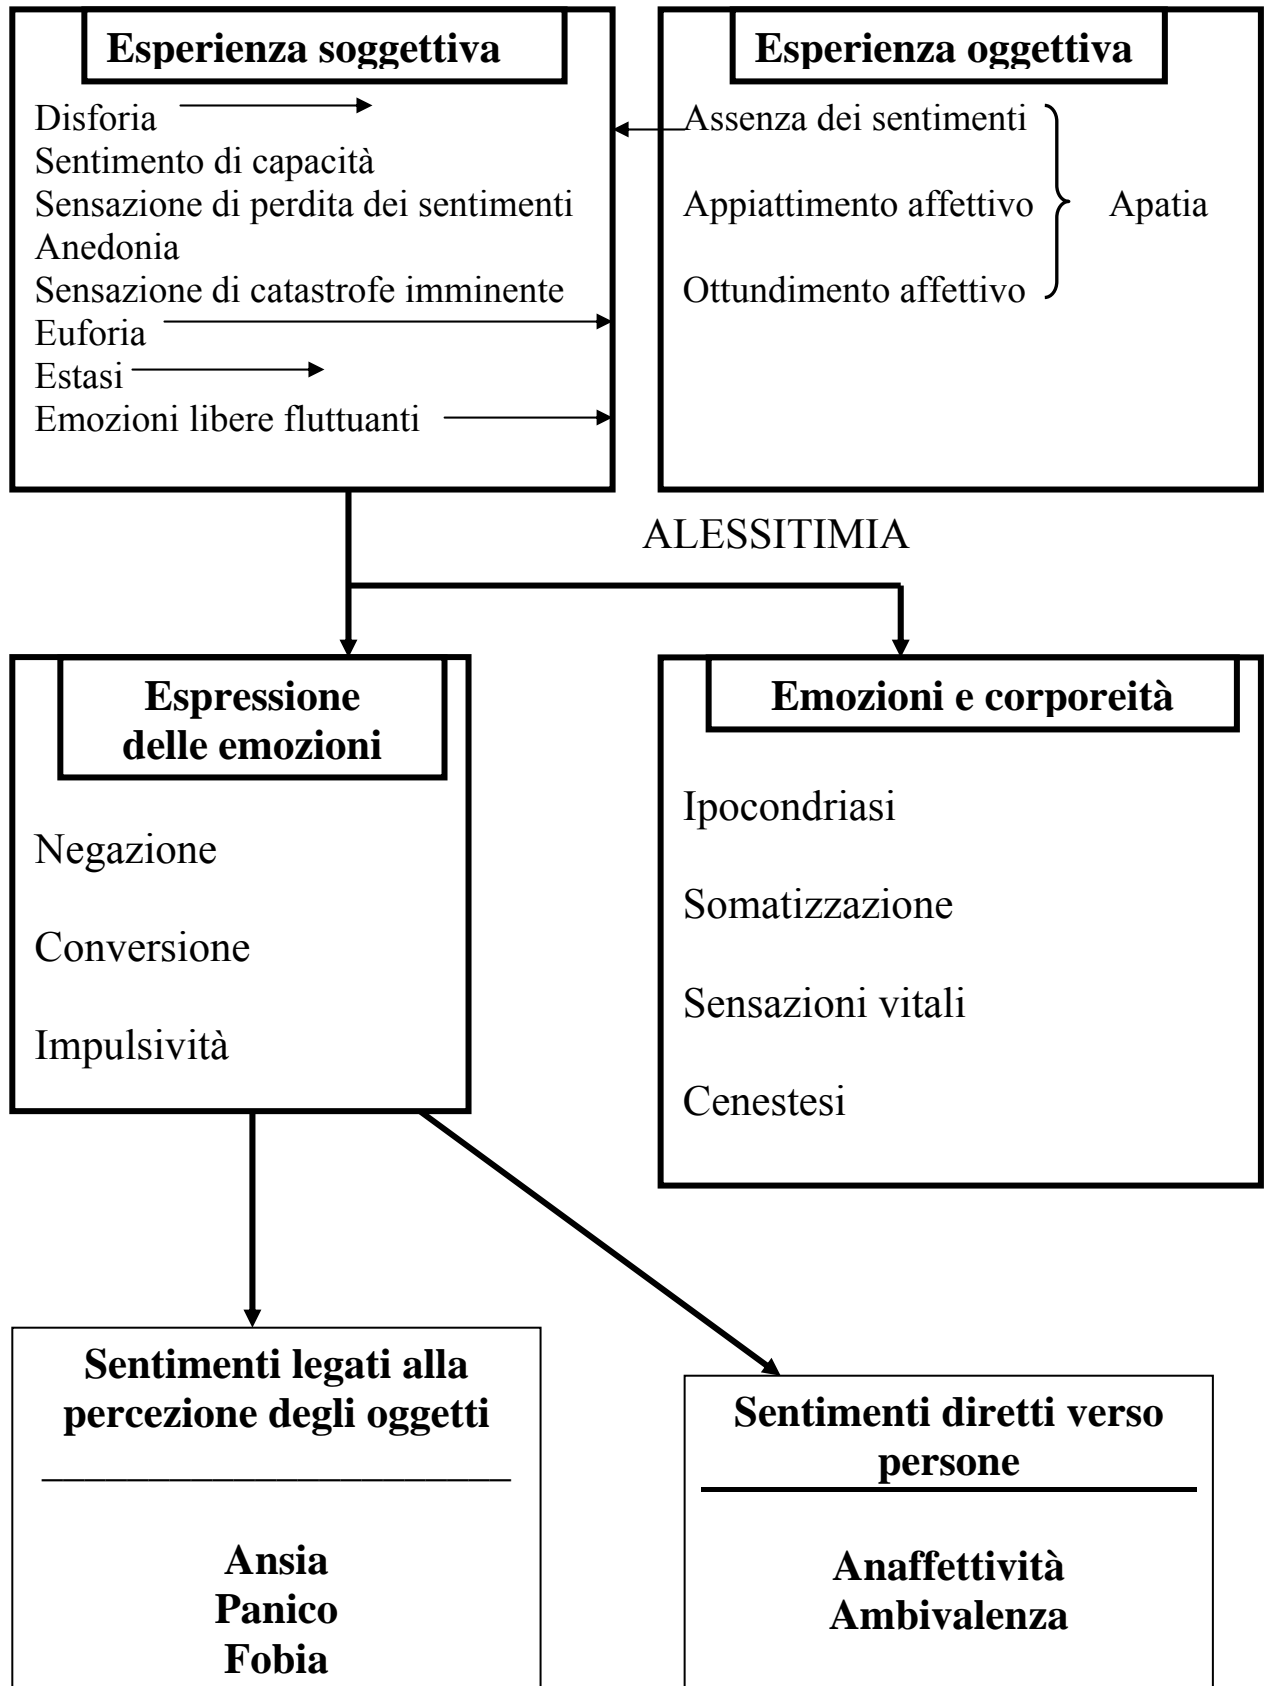 Esperienza soggettiva
Disforia
Sentimento di capacità
Sensazione di perdita dei sentimenti
Anedonia
Sensazione di catastrofe imminente
Euforia
Estasi
Emozioni libere fluttuanti
Esperienza oggettiva
Assenza dei sentimenti
Appiattimento affettivo
Apatia
Ottundimento affettivo
ALESSITIMIA
Espressione
delle emozioni
Negazione
Conversione
Impulsività
Emozioni e corporeità
Ipocondriasi
Somatizzazione
Sensazioni vitali
Cenestesi
Sentimenti legati alla
percezione degli oggetti
Ansia
Panico
Fobia
Sentimenti diretti verso
persone
Anaffettività
Ambivalenza